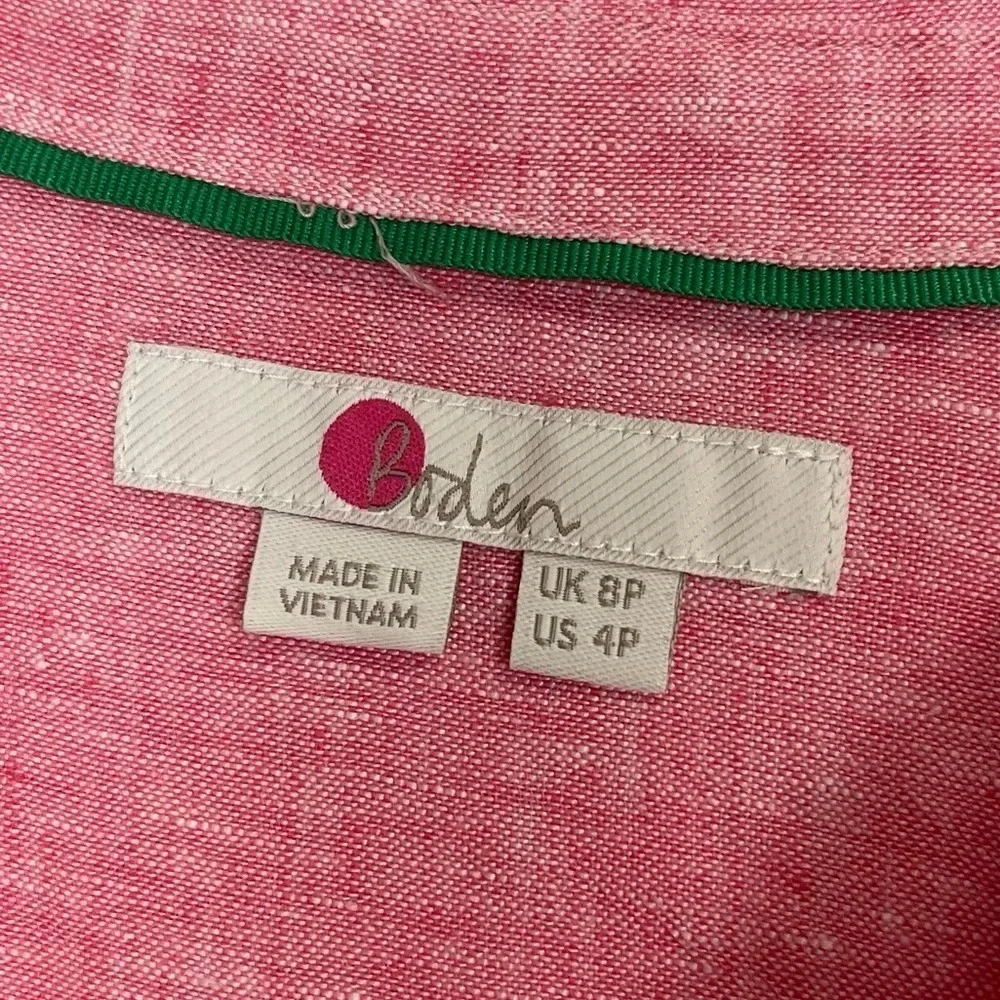 Boden
MADE IN
VIETNAM
UK 8P
US 4P